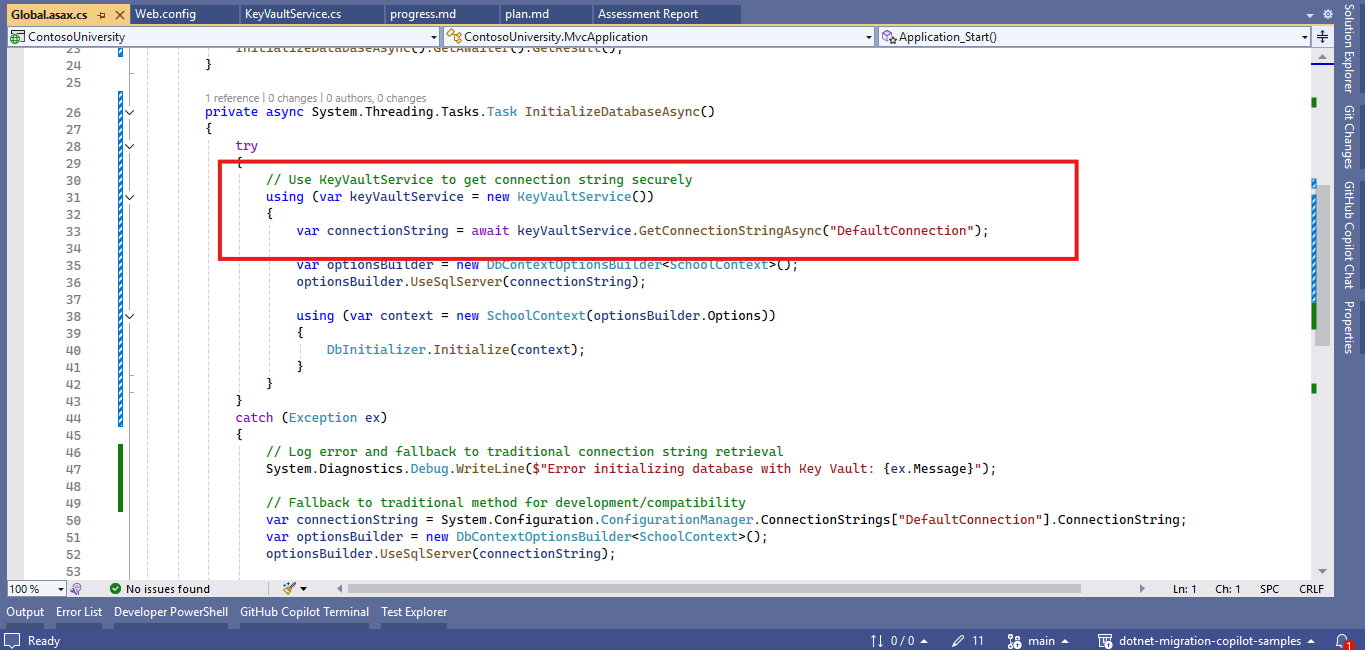 Global.asax.cs
Web.config
KeyVaultService.cs
progress.md
plan.md
Assessment Report
ContosoUniversity
ContosoUniversity.MvcApplication
Application_Start()
23 InitializeDatabaseAsync().GetAwaiter().GetResult();
24 }
25
1 reference | 0 changes | 0 authors, 0 changes
26 private async System.Threading.Tasks.Task InitializeDatabaseAsync()
27 {
28 try
29 {
30 // Use KeyVaultService to get connection string securely
31 using (var keyVaultService = new KeyVaultService())
32 {
33 var connectionString = await keyVaultService.GetConnectionStringAsync("DefaultConnection");
34
35 var optionsBuilder = new DbContextOptionsBuilder<SchoolContext>();
36 optionsBuilder.UseSqlServer(connectionString);
37
38 using (var context = new SchoolContext(optionsBuilder.Options))
39 {
40 DbInitializer.Initialize(context);
41 }
42 }
43 }
44 catch (Exception ex)
45 {
46 // Log error and fallback to traditional connection string retrieval
47 System.Diagnostics.Debug.WriteLine($"Error initializing database with Key Vault: {ex.Message}");
48
49 // Fallback to traditional method for development/compatibility
50 var connectionString = System.Configuration.ConfigurationManager.ConnectionStrings["DefaultConnection"].ConnectionString;
51 var optionsBuilder = new DbContextOptionsBuilder<SchoolContext>();
52 optionsBuilder.UseSqlServer(connectionString);
53
Solution Explorer
Git Changes
GitHub Copilot Chat
Properties
100 %
No issues found
Ln: 1
Ch: 1
SPC
CRLF
Output
Error List
Developer PowerShell
GitHub Copilot Terminal
Test Explorer
Ready
0 / 0
11
main
dotnet-migration-copilot-samples
1